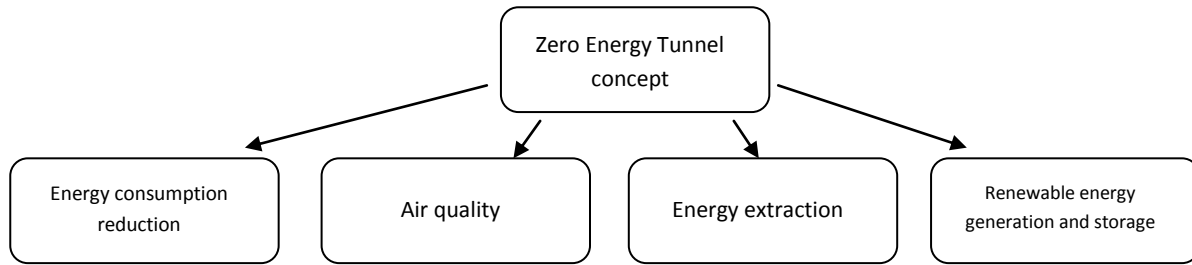 Zero Energy Tunnel
concept
Energy consumption
reduction
Air quality
Energy extraction
Renewable energy
generation and storage